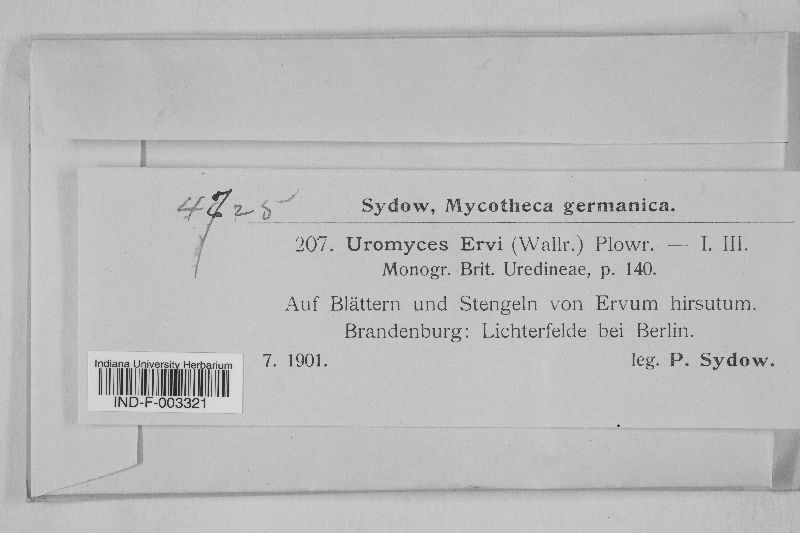 4725
Sydow, Mycotheca germanica.
207. Uromyces Ervi (Wallr.) Plowr. — I. III.
Monogr. Brit. Uredineae, p. 140.
Auf Blättern und Stengeln von Ervum hirsutum.
Brandenburg: Lichterfelde bei Berlin.
7. 1901. leg. P. Sydow.
Indiana University Herbarium
IND-F-003321